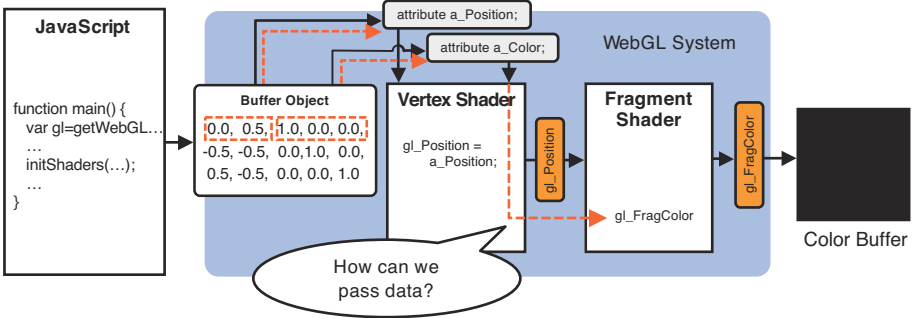 JavaScript
function main() {
var gl=getWebGL…
…
initShaders(…);
…
}
attribute a_Position;
attribute a_Color;
WebGL System
Buffer Object
0.0, 0.5, 1.0, 0.0, 0.0,
-0.5, -0.5, 0.0,1.0, 0.0,
0.5, -0.5, 0.0, 0.0, 1.0
Vertex Shader
gl_Position =
a_Position;
gl_Position
Fragment
Shader
gl_FragColor
gl_FragColor
Color Buffer
How can we
pass data?